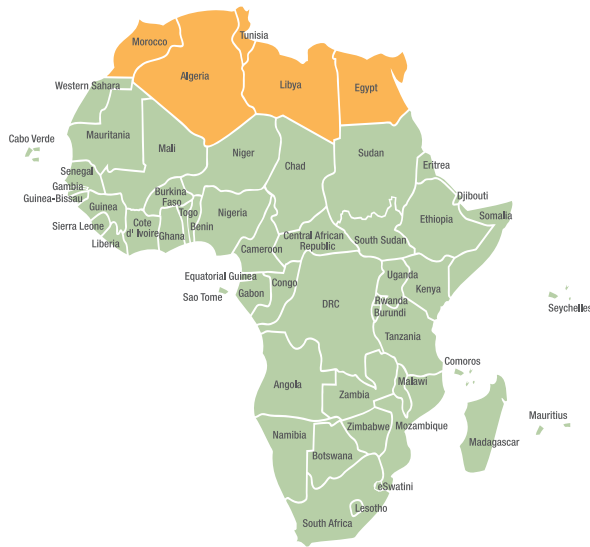 Tunisia
Morocco
Algeria
Libya
Egypt
Western Sahara
Mauritania
Cabo Verde
Mali
Niger
Chad
Sudan
Eritrea
Senegal
Gambia
Guinea-Bissau
Guinea
Burkina
Faso
Togo
Benin
Nigeria
Djibouti
Somalia
Ethiopia
Sierra Leone
Liberia
Cote
d' Ivoire
Ghana
Cameroon
Central African
Republic
South Sudan
Equatorial Guinea
Sao Tome
Gabon
Congo
DRC
Uganda
Kenya
Rwanda
Burundi
Tanzania
Seychelles
Comoros
Angola
Zambia
Malawi
Mozambique
Zimbabwe
Namibia
Botswana
Madagascar
Mauritius
eSwatini
Lesotho
South Africa